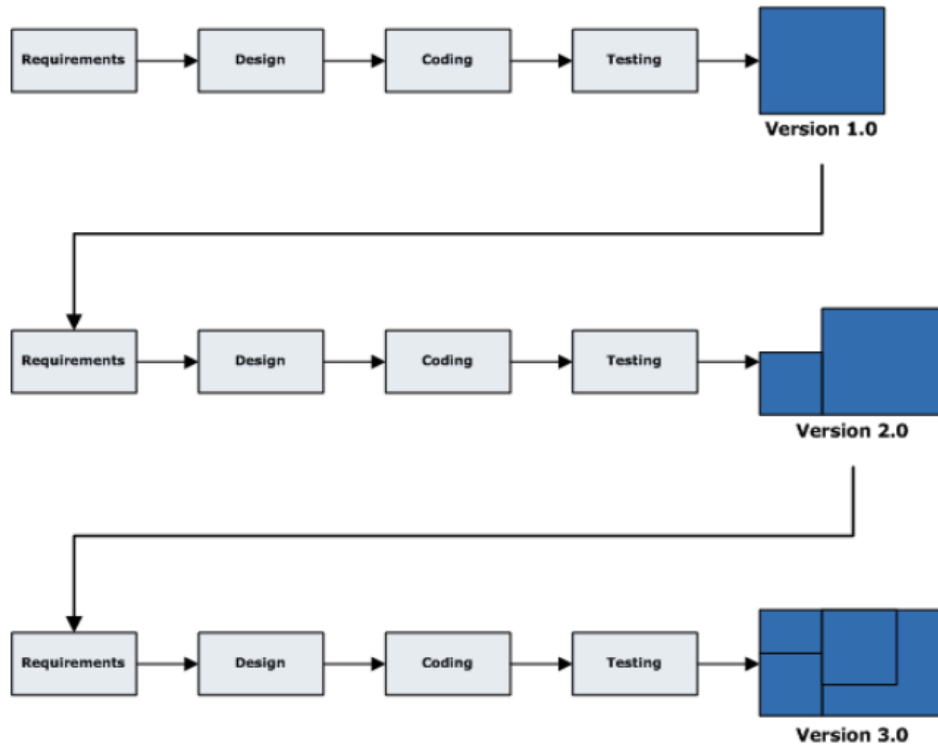 Requirements
Design
Coding
Testing
Version 1.0
Requirements
Design
Coding
Testing
Version 2.0
Requirements
Design
Coding
Testing
Version 3.0